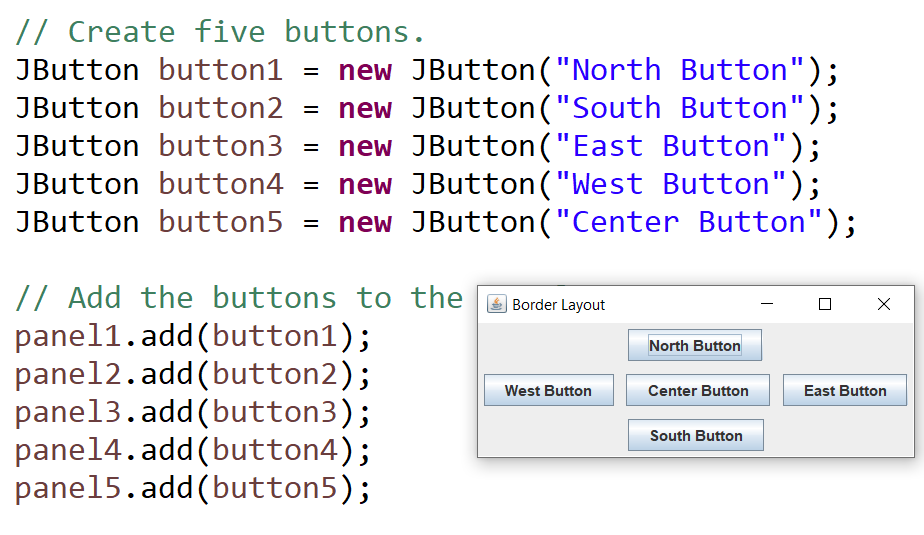 // Create five buttons.
JButton button1 = new JButton("North Button");
JButton button2 = new JButton("South Button");
JButton button3 = new JButton("East Button");
JButton button4 = new JButton("West Button");
JButton button5 = new JButton("Center Button");
// Add the buttons to the
panel1.add(button1);
panel2.add(button2);
panel3.add(button3);
panel4.add(button4);
panel5.add(button5);
Border Layout
North Button
West Button Center Button East Button
South Button